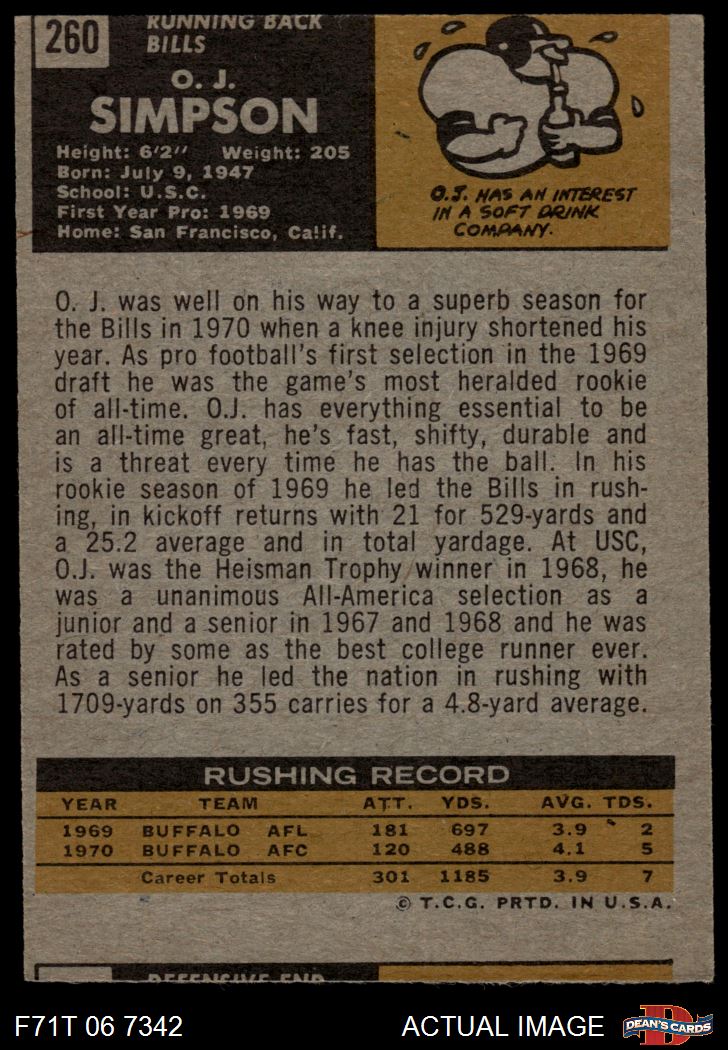 260
RUNNING BACK
BILLS
O. J.
SIMPSON
Height: 6'2" Weight: 205
Born: July 9, 1947
School: U.S.C.
First Year Pro: 1969
Home: San Francisco, Calif.
O.J. HAS AN INTEREST
IN A SOFT DRINK
COMPANY.
O. J. was well on his way to a superb season for
the Bills in 1970 when a knee injury shortened his
year. As pro football's first selection in the 1969
draft he was the game's most heralded rookie
of all-time. O.J. has everything essential to be
an all-time great, he's fast, shifty, durable and
is a threat every time he has the ball. In his
rookie season of 1969 he led the Bills in rush-
ing, in kickoff returns with 21 for 529-yards and
a 25.2 average and in total yardage. At USC,
O.J. was the Heisman Trophy winner in 1968, he
was a unanimous All-America selection as a
junior and a senior in 1967 and 1968 and he was
rated by some as the best college runner ever.
As a senior he led the nation in rushing with
1709-yards on 355 carries for a 4.8-yard average.
RUSHING RECORD
YEAR TEAM ATT. YDS. AVG. TDS.
1969 BUFFALO AFL 181 697 3.9 2
1970 BUFFALO AFC 120 488 4.1 5
Career Totals 301 1185 3.9 7
© T.C.G. PRTD. IN U.S.A.
DEFENSIVE END
F71T 06 7342 ACTUAL IMAGE DEAN'S CARDS